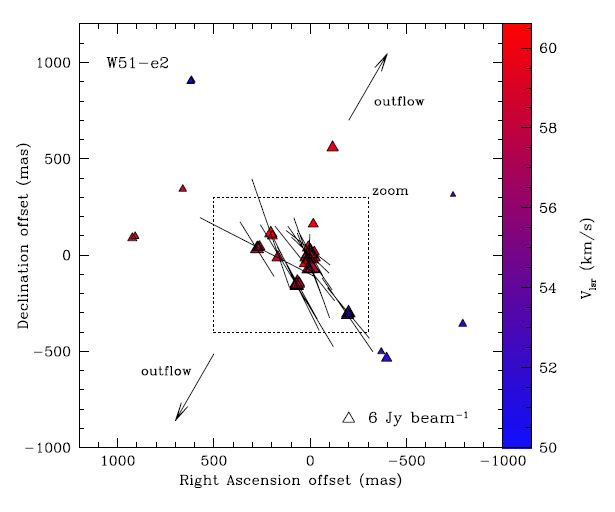 W51-e2
outflow
zoom
outflow
6 Jy beam⁻¹
1000
500
0
−500
−1000
Declination offset (mas)
1000
500
0
−500
−1000
Right Ascension offset (mas)
60
58
56
54
52
50
V_lsr (km/s)